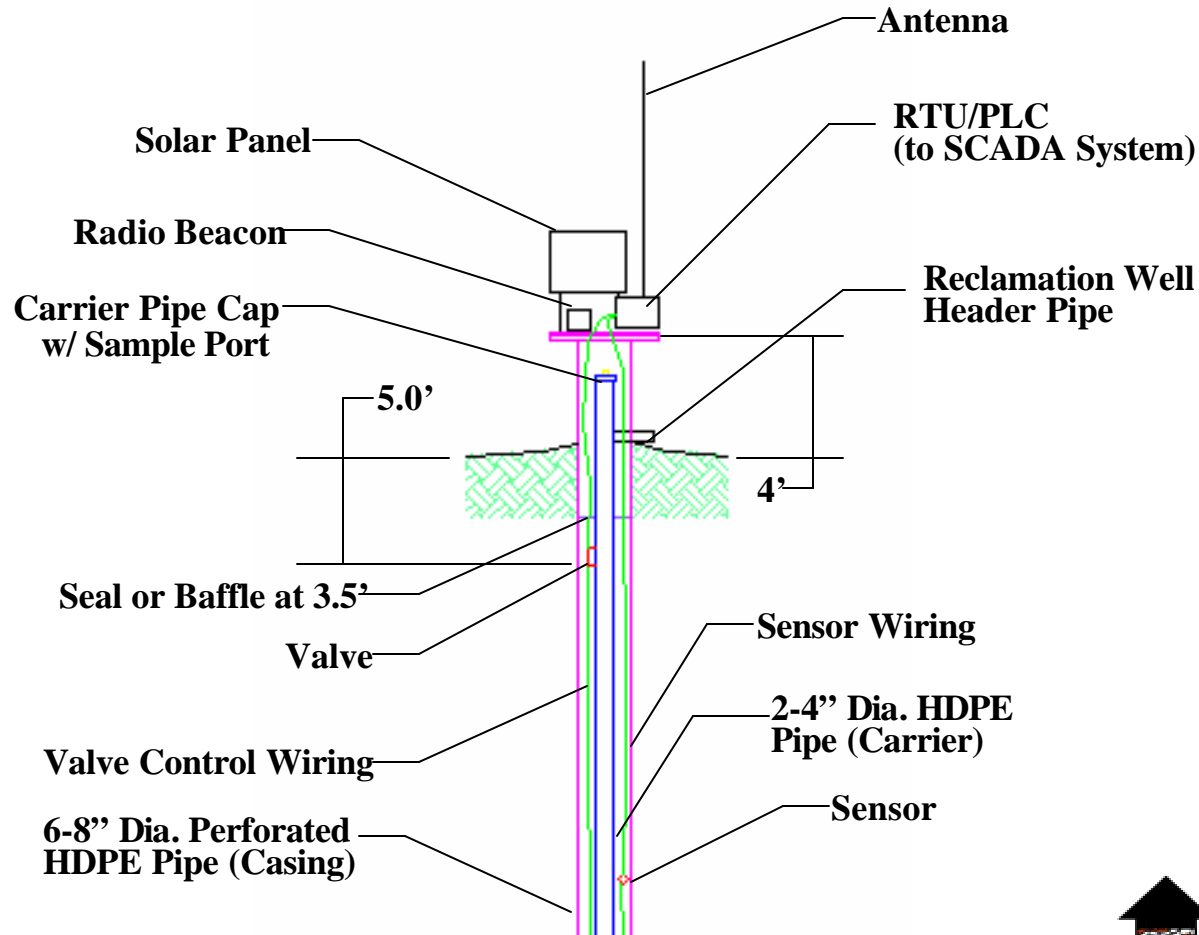 Antenna
RTU/PLC
(to SCADA System)
Solar Panel
Radio Beacon
Reclamation Well
Header Pipe
Carrier Pipe Cap
w/ Sample Port
5.0’
4’
Seal or Baffle at 3.5’
Valve
Sensor Wiring
2-4” Dia. HDPE
Pipe (Carrier)
Valve Control Wiring
Sensor
6-8” Dia. Perforated
HDPE Pipe (Casing)